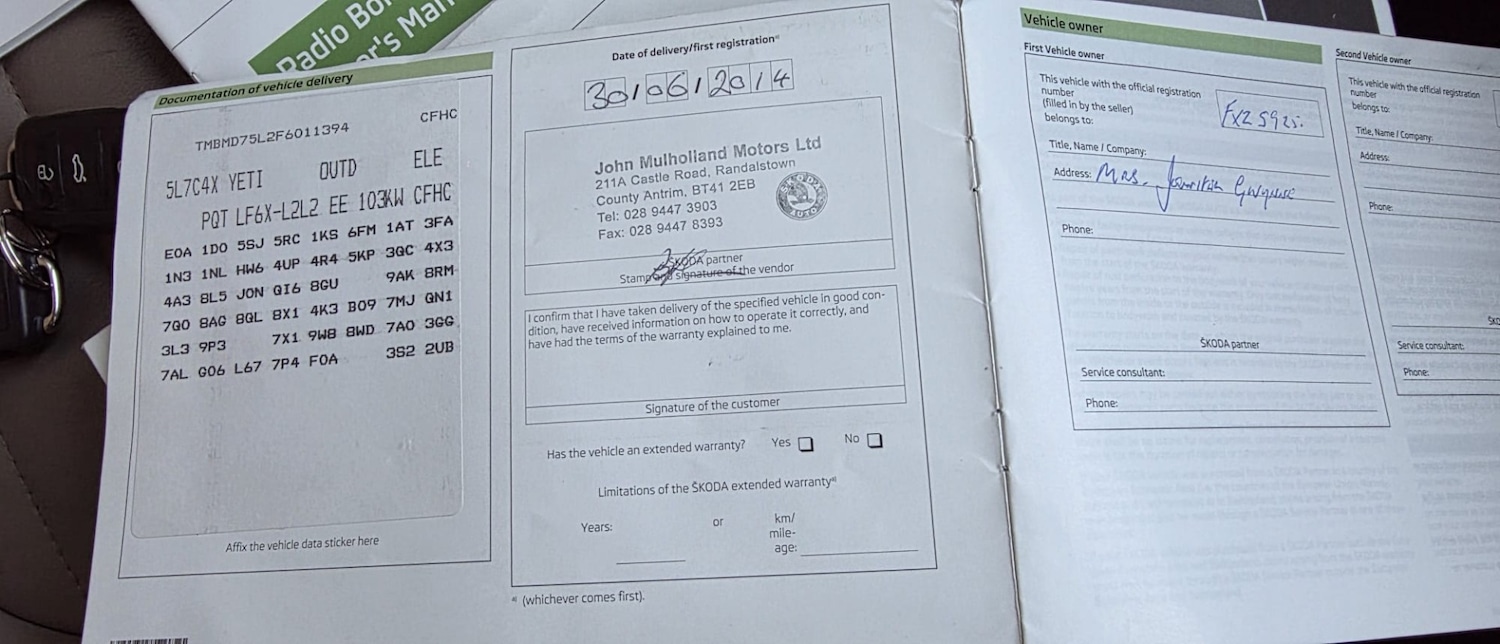 Radio Bo
r's Man
Documentation of vehicle delivery
TMBMD75L2F6011394 CFHC
5L7C4X YETI OUTD ELE
PQT LF6X-L2L2 EE 103KW CFHC
E0A 1D0 5SJ 5RC 1KS 6FM 1AT 3FA
1N3 1NL HW6 4UP 4R4 5KP 3QC 4X3
4A3 8L5 J0N QI6 8GU 9AK 8RM
7Q0 8AG 8QL 8X1 4K3 B09 7MJ QN1
3L3 9P3 7X1 9W8 8WD 7A0 3GG
7AL G06 L67 7P4 F0A 3S2 2UB
Affix the vehicle data sticker here
Date of delivery/first registration*⁾
30/06/2014
John Mulholland Motors Ltd
211A Castle Road, Randalstown
County Antrim, BT41 2EB
Tel: 028 9447 3903
Fax: 028 9447 8393
ŠKODA partner
Stamp and signature of the vendor
I confirm that I have taken delivery of the specified vehicle in good con-
dition, have received information on how to operate it correctly, and
have had the terms of the warranty explained to me.
Signature of the customer
Has the vehicle an extended warranty? Yes No
Limitations of the ŠKODA extended warranty*⁾
Years: or km/
mile-
age:
*⁾ (whichever comes first).
Vehicle owner
First Vehicle owner
This vehicle with the official registration
number
(filled in by the seller)
belongs to:
FXZ 5925.
Title, Name / Company:
Address: Mrs.
Phone:
ŠKODA partner
Service consultant:
Phone:
Second Vehicle owner
This vehicle with the official registration
number
belongs to:
Title, Name / Company:
Address:
Phone:
ŠKO
Service consultant:
Phone: